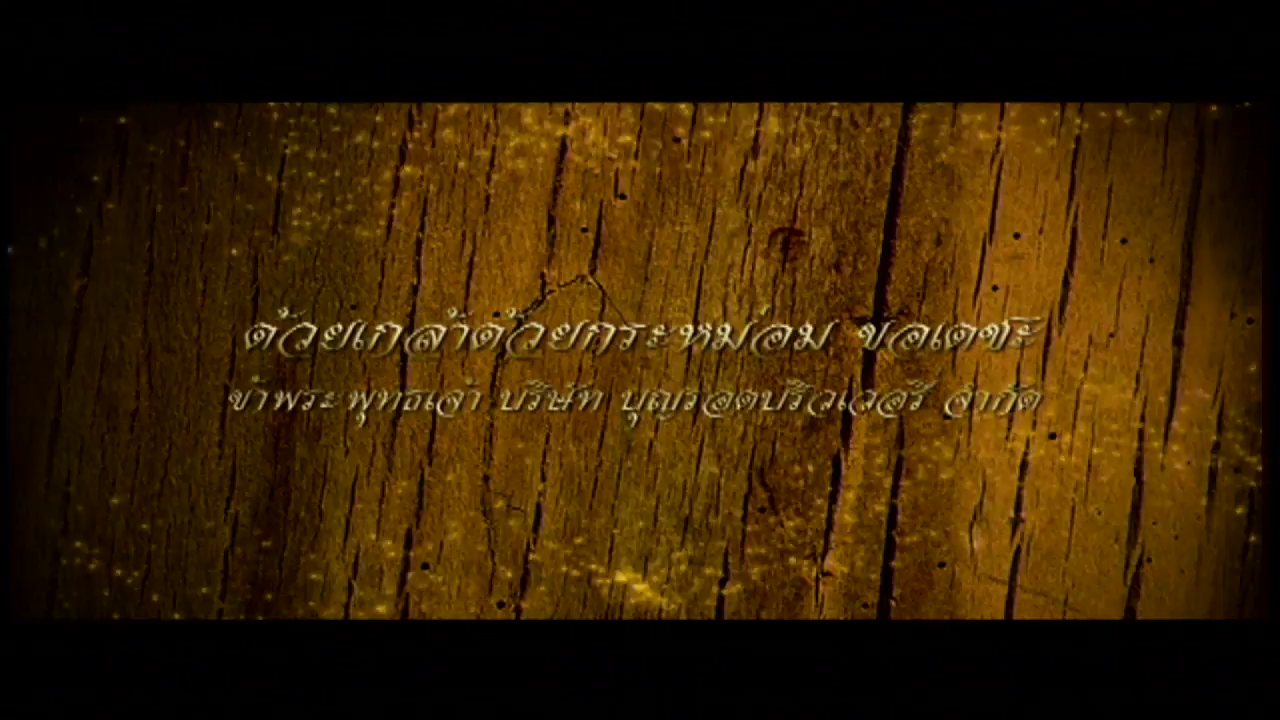 ด้วยเกล้าด้วยกระหม่อม ขอเดชะ
ข้าพระพุทธเจ้า บริษัท บุญรอดบริวเวอรี่ จำกัด